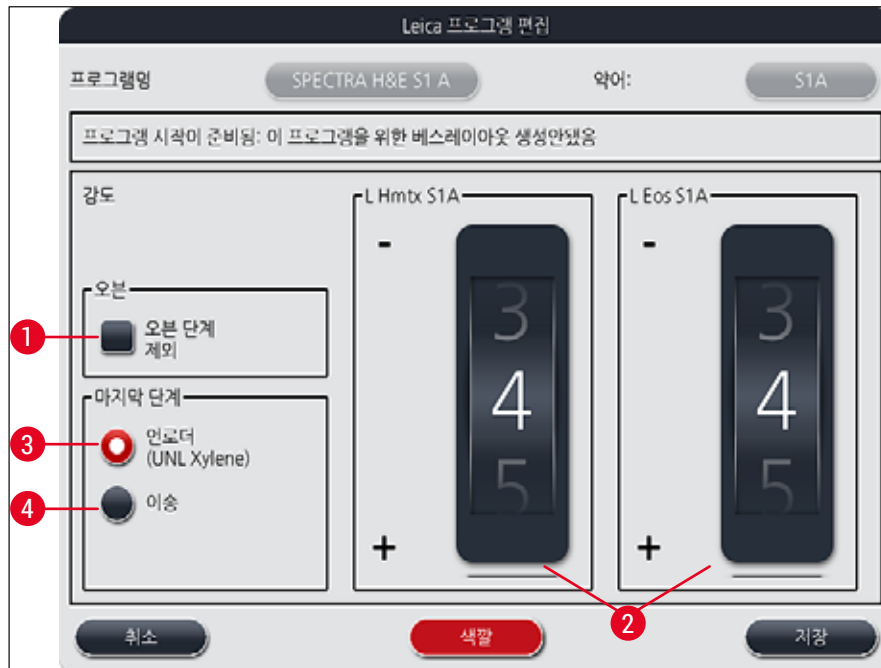 Leica 프로그램 편집
프로그램명 SPECTRA H&E S1 A 약어: S1A
프로그램 시작이 준비됨: 이 프로그램을 위한 베스레이아웃 생성안됐음
강도
L Hmtx S1A
L Eos S1A
- -
오븐
1 오븐 단계
제외
3 3
4 4
5 5
마지막 단계
3 언로더
(UNL Xylene)
4 이송
+ +
2
취소 색깔 저장